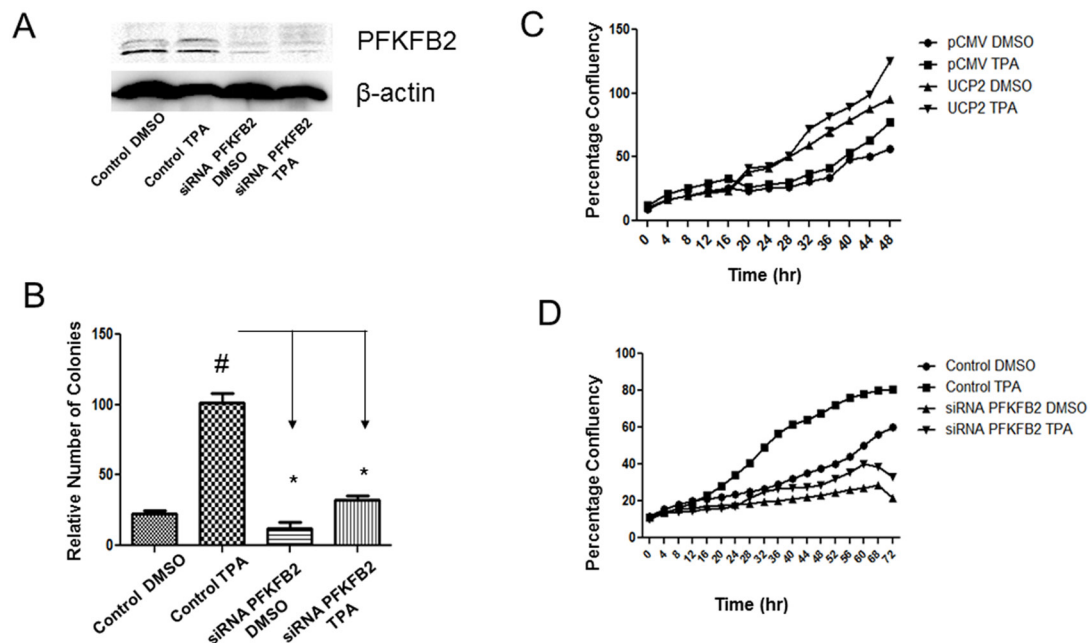 A
PFKFB2
β-actin
Control DMSO
Control TPA
siRNA PFKFB2
DMSO
siRNA PFKFB2
TPA
B
Relative Number of Colonies
150
100
50
0
#
*
*
Control DMSO
Control TPA
siRNA PFKFB2
DMSO
siRNA PFKFB2
TPA
C
Percentage Confluency
150
100
50
0
0 4 8 12 16 20 24 28 32 36 40 44 48
Time (hr)
pCMV DMSO
pCMV TPA
UCP2 DMSO
UCP2 TPA
D
Percentage Confluency
100
80
60
40
20
0
0 4 8 12 16 20 24 28 32 36 40 44 48 52 56 60 68 72
Time (hr)
Control DMSO
Control TPA
siRNA PFKFB2 DMSO
siRNA PFKFB2 TPA